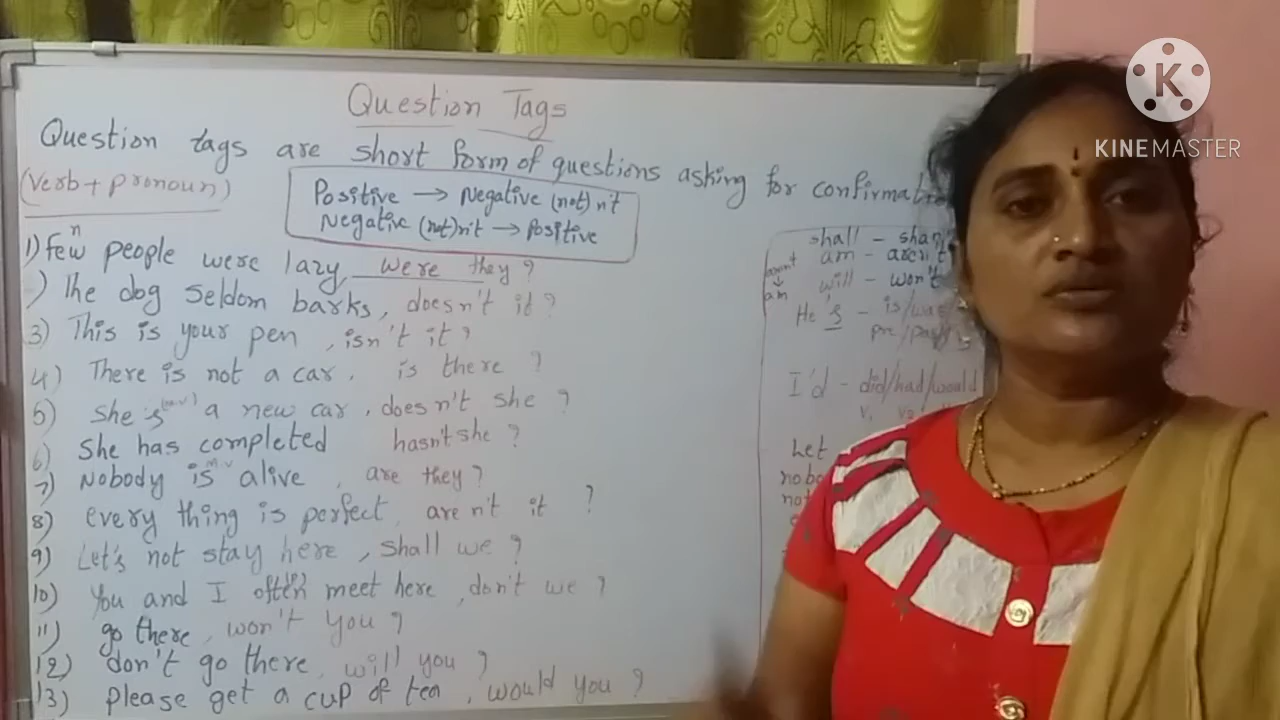 Question Tags
Question tags are short form of questions asking for confirmat
(verb + pronoun)
Positive → Negative (not) n't
Negative (not) n't → positive
1) few n people were lazy were they?
) The dog seldom barks, doesn't it?
3) This is your pen , isn't it?
4) There is not a car, is there ?
5) she's a new car, doesn't she ?
6) she has completed hasn't she ?
7) Nobody is m v alive , are they?
8) every thing is perfect, aren't it ?
9) Let's not stay here , shall we ?
10) You and I often meet here , don't we ?
11) go there , won't you ?
12) don't go there, will you ?
13) please get a cup of tea , would you ?
shall - shan
am - aren't
am
will - won't
He's - is/was
I'd - did/had/would
v1
Let
nobo
not
K
KINEMASTER